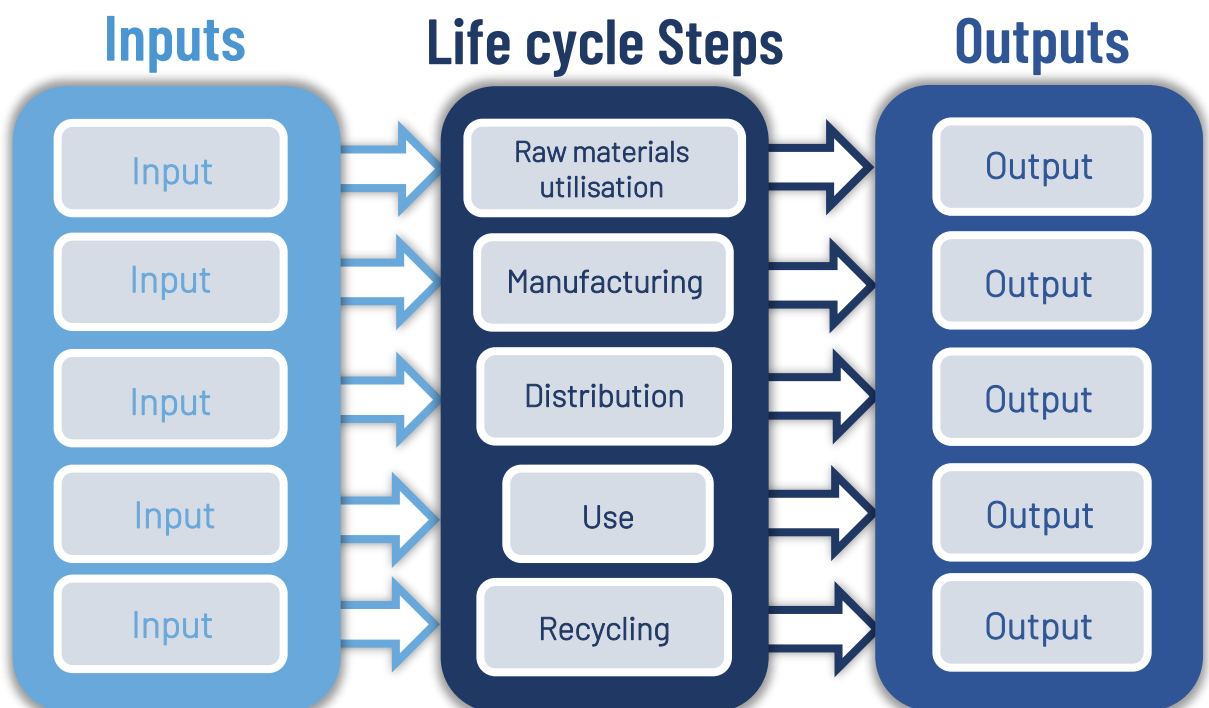 Inputs
Life cycle Steps
Outputs
Input
Raw materials
utilisation
Output
Input
Manufacturing
Output
Input
Distribution
Output
Input
Use
Output
Input
Recycling
Output